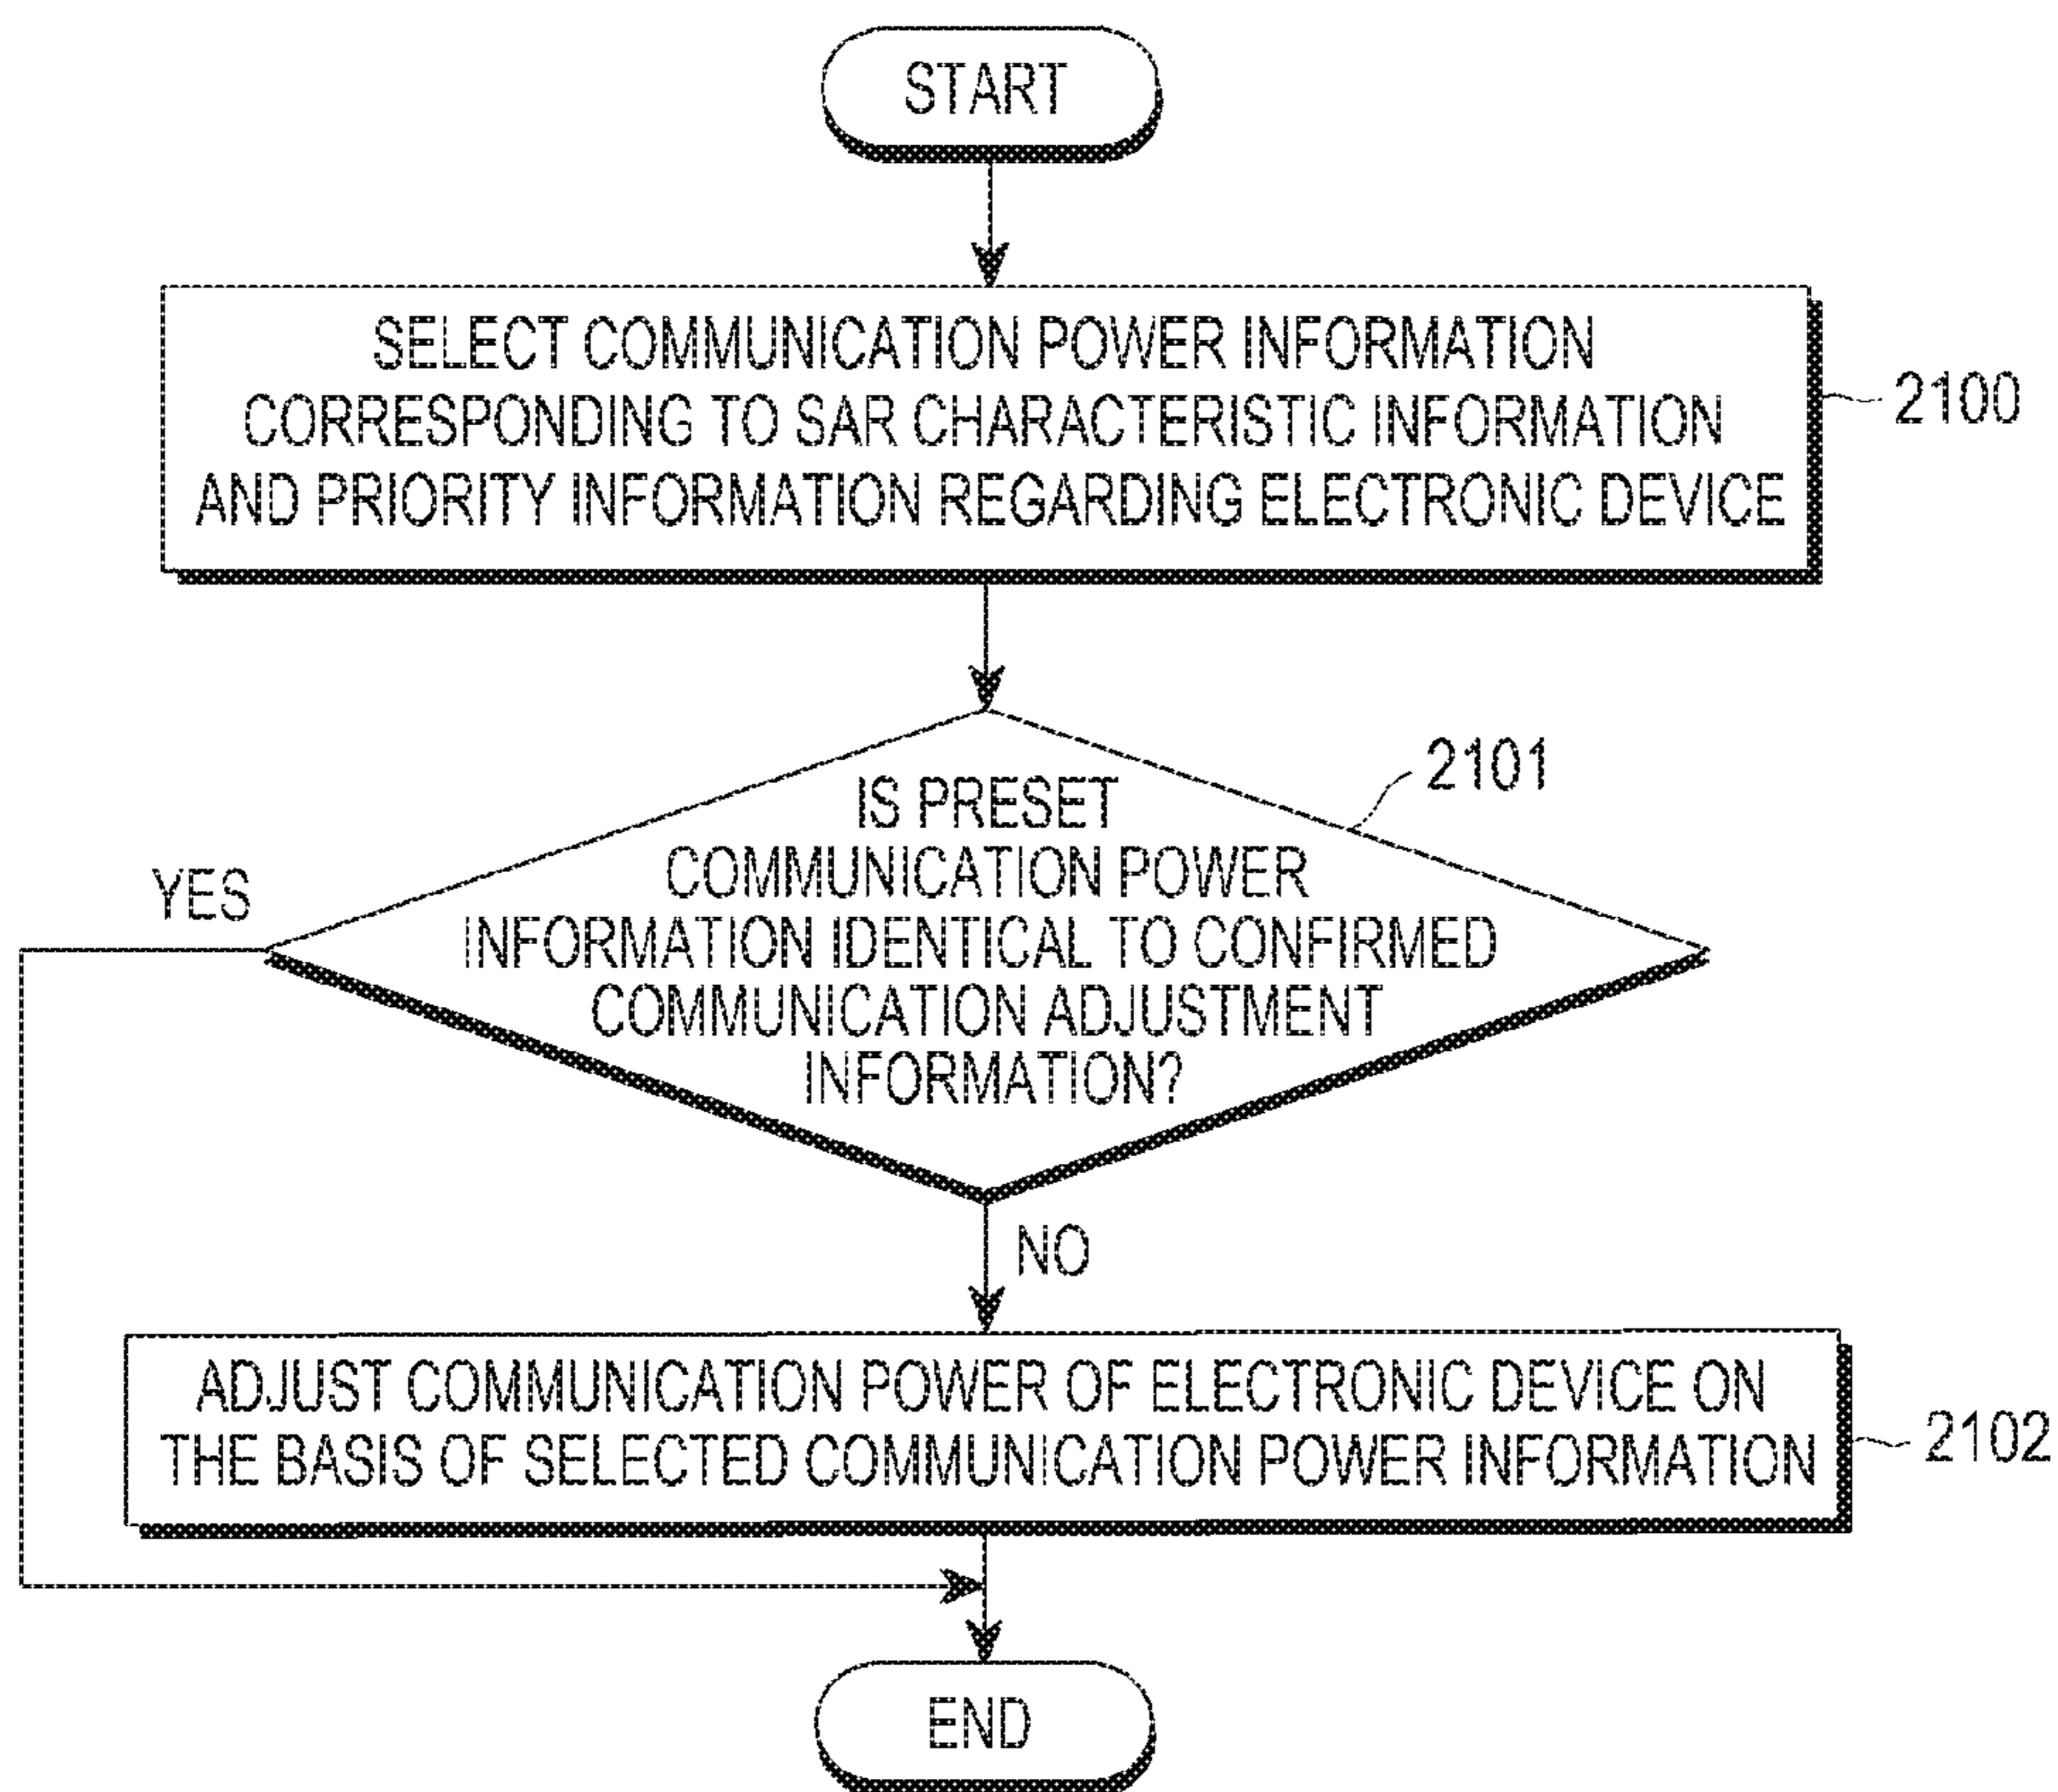 START
SELECT COMMUNICATION POWER INFORMATION
CORRESPONDING TO SAR CHARACTERISTIC INFORMATION
AND PRIORITY INFORMATION REGARDING ELECTRONIC DEVICE
2100
IS PRESET
COMMUNICATION POWER
INFORMATION IDENTICAL TO CONFIRMED
COMMUNICATION ADJUSTMENT
INFORMATION?
2101
YES
NO
ADJUST COMMUNICATION POWER OF ELECTRONIC DEVICE ON
THE BASIS OF SELECTED COMMUNICATION POWER INFORMATION
2102
END